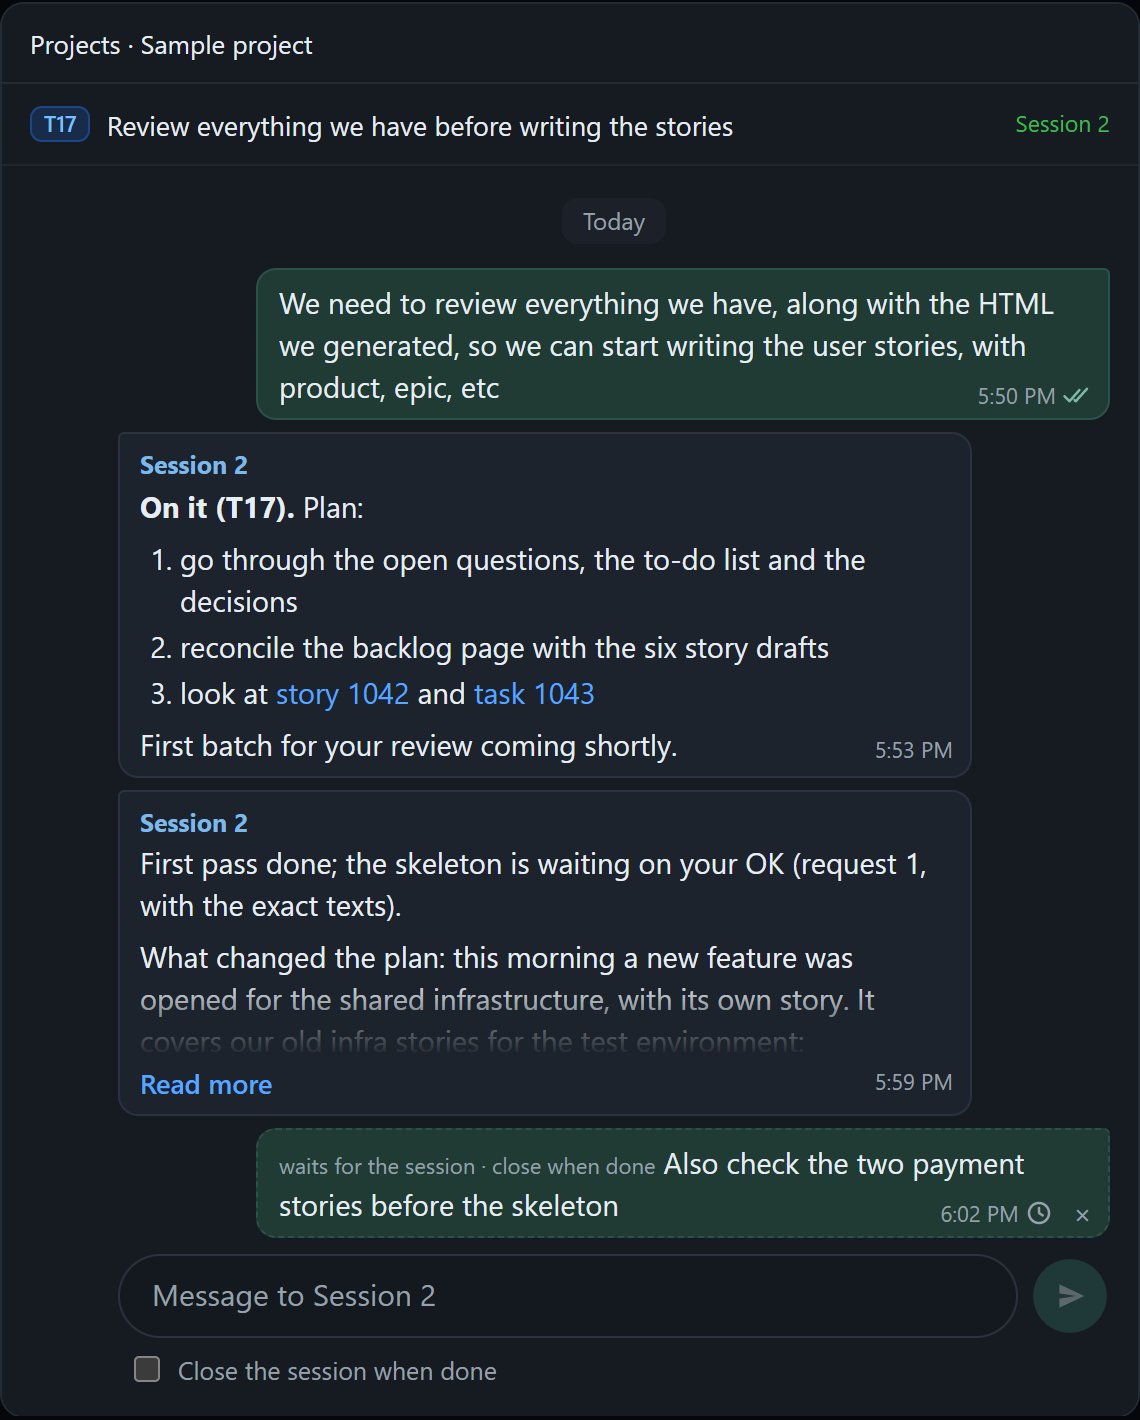 Projects · Sample project
T17 Review everything we have before writing the stories Session 2
Today
We need to review everything we have, along with the HTML
we generated, so we can start writing the user stories, with
product, epic, etc
5:50 PM
Session 2
On it (T17). Plan:
1. go through the open questions, the to-do list and the
decisions
2. reconcile the backlog page with the six story drafts
3. look at story 1042 and task 1043
First batch for your review coming shortly.
5:53 PM
Session 2
First pass done; the skeleton is waiting on your OK (request 1,
with the exact texts).
What changed the plan: this morning a new feature was
opened for the shared infrastructure, with its own story. It
covers our old infra stories for the test environment:
Read more
5:59 PM
waits for the session · close when done Also check the two payment
stories before the skeleton
6:02 PM ×
Message to Session 2
Close the session when done